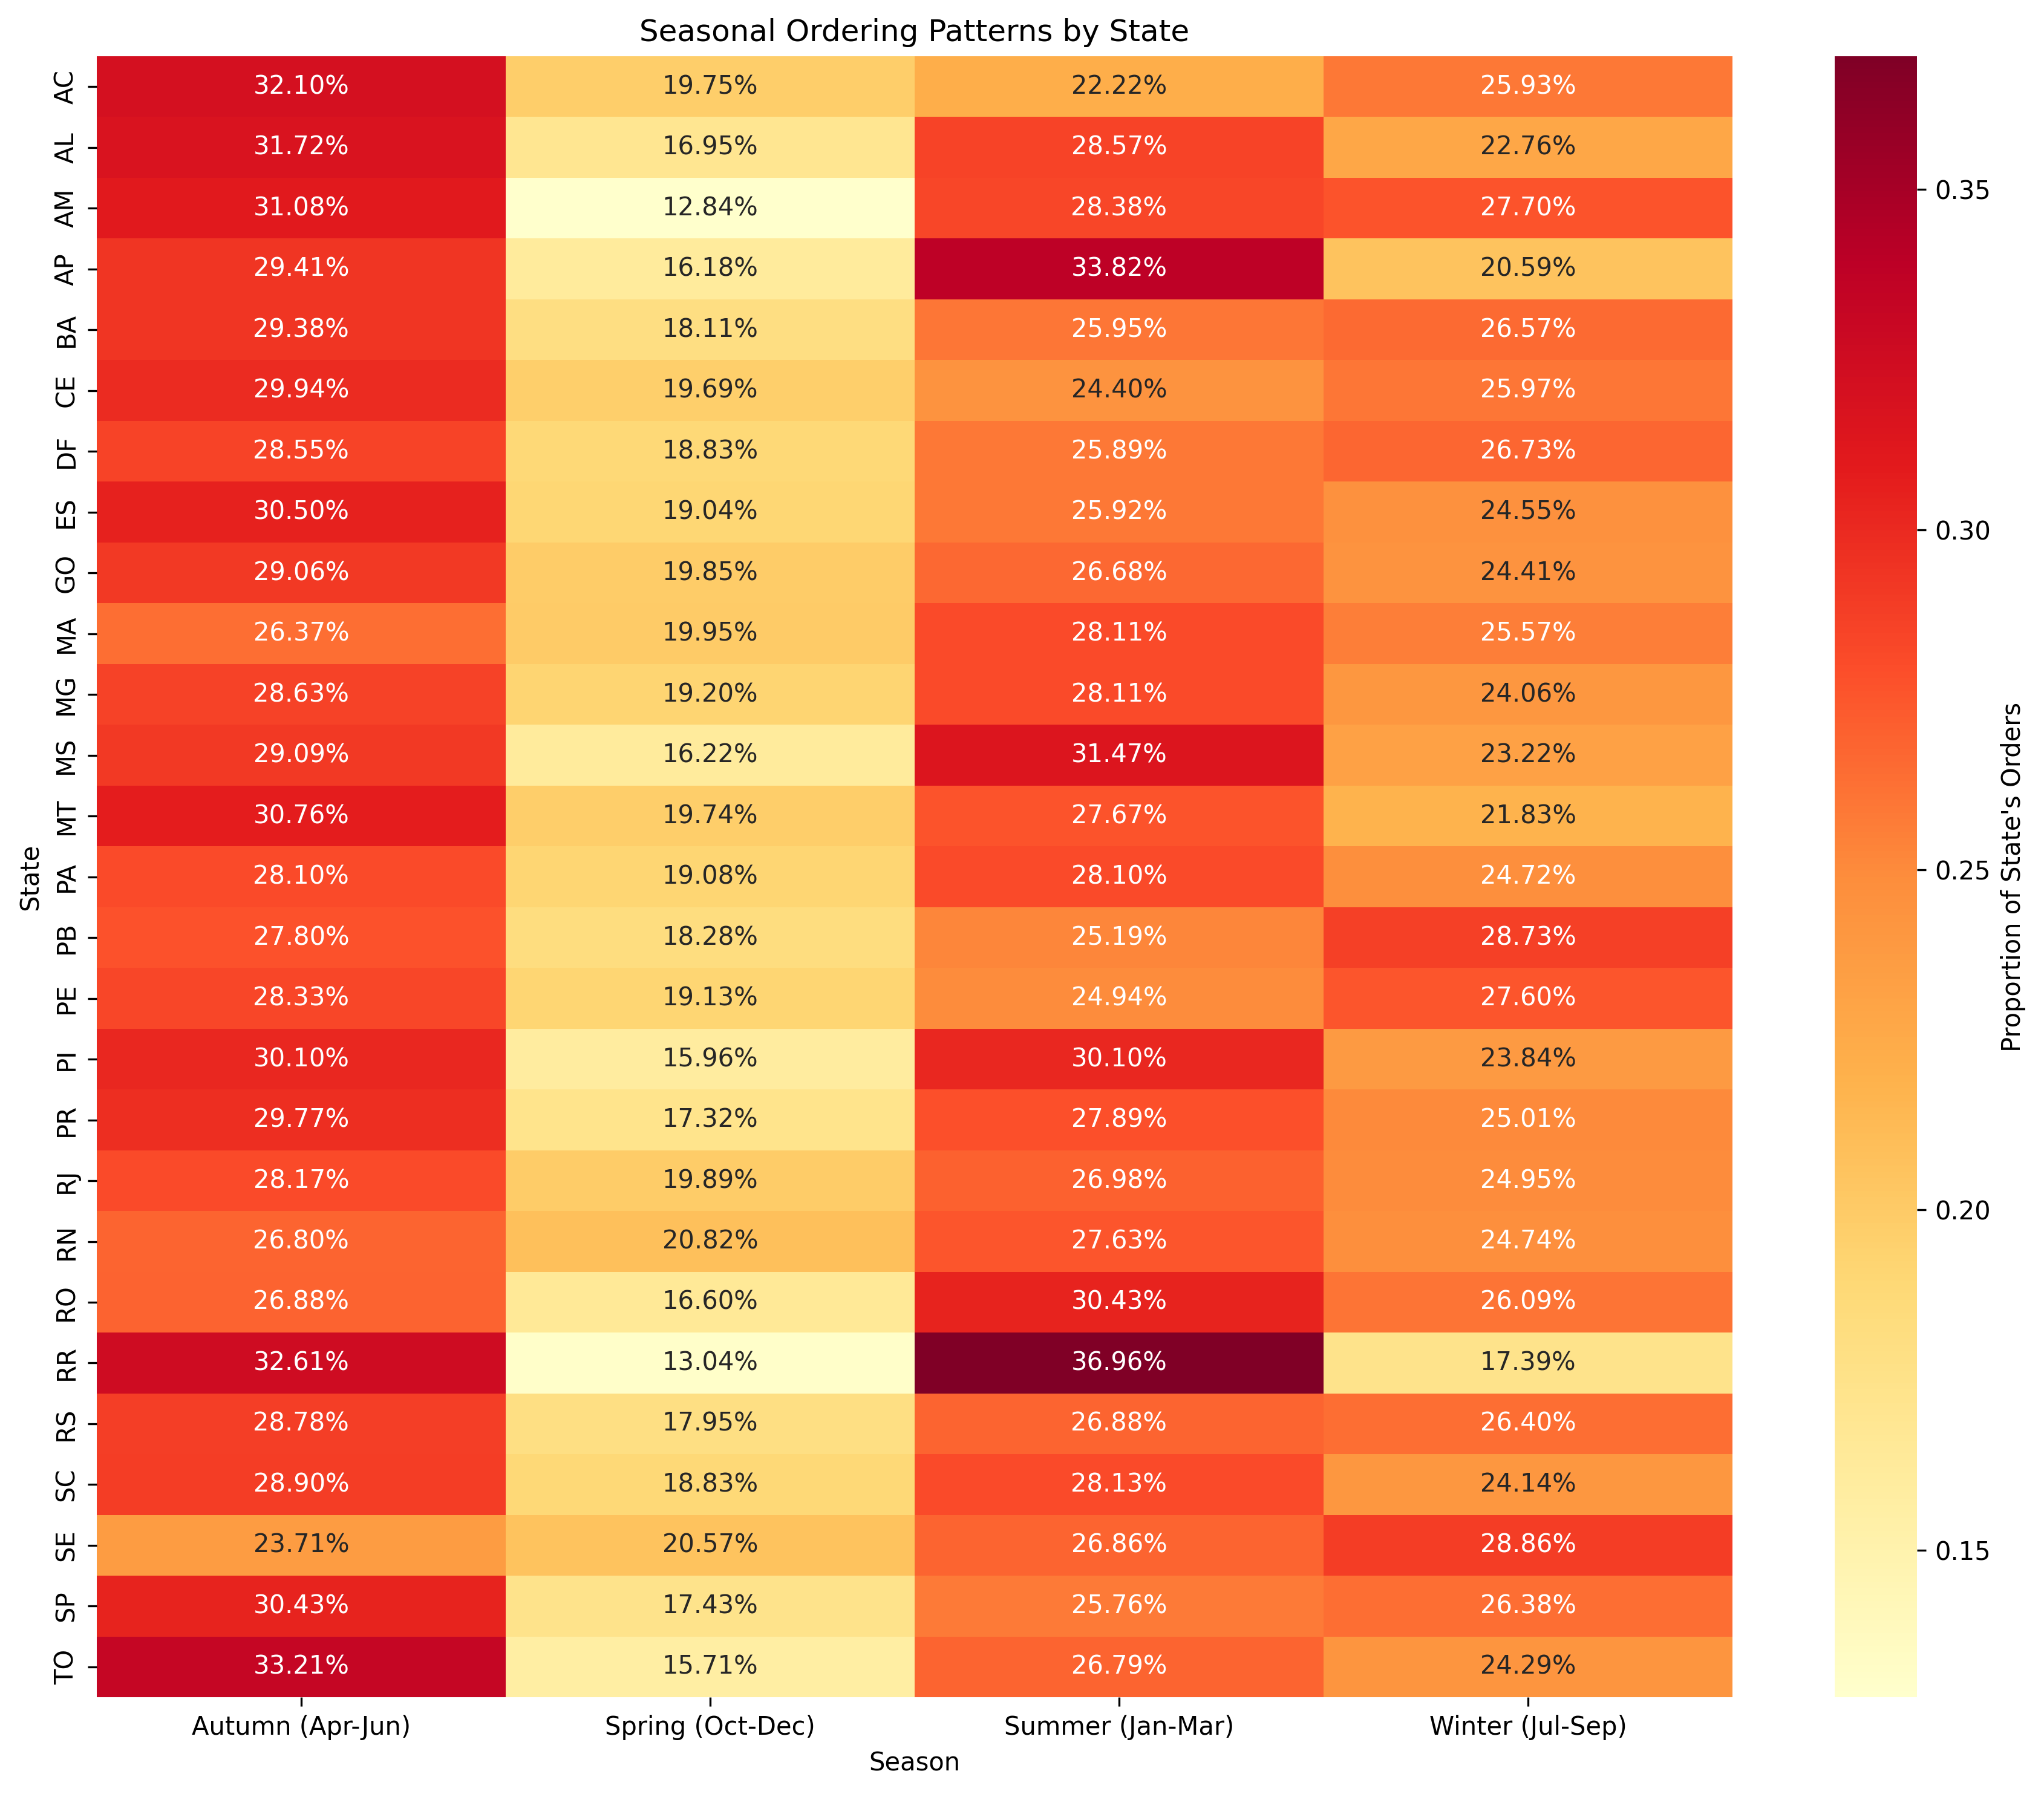 Seasonal Ordering Patterns by State
AC 32.10% 19.75% 22.22% 25.93%
AL 31.72% 16.95% 28.57% 22.76%
AM 31.08% 12.84% 28.38% 27.70%
AP 29.41% 16.18% 33.82% 20.59%
BA 29.38% 18.11% 25.95% 26.57%
CE 29.94% 19.69% 24.40% 25.97%
DF 28.55% 18.83% 25.89% 26.73%
ES 30.50% 19.04% 25.92% 24.55%
GO 29.06% 19.85% 26.68% 24.41%
MA 26.37% 19.95% 28.11% 25.57%
MG 28.63% 19.20% 28.11% 24.06%
MS 29.09% 16.22% 31.47% 23.22%
MT 30.76% 19.74% 27.67% 21.83%
PA 28.10% 19.08% 28.10% 24.72%
PB 27.80% 18.28% 25.19% 28.73%
PE 28.33% 19.13% 24.94% 27.60%
PI 30.10% 15.96% 30.10% 23.84%
PR 29.77% 17.32% 27.89% 25.01%
RJ 28.17% 19.89% 26.98% 24.95%
RN 26.80% 20.82% 27.63% 24.74%
RO 26.88% 16.60% 30.43% 26.09%
RR 32.61% 13.04% 36.96% 17.39%
RS 28.78% 17.95% 26.88% 26.40%
SC 28.90% 18.83% 28.13% 24.14%
SE 23.71% 20.57% 26.86% 28.86%
SP 30.43% 17.43% 25.76% 26.38%
TO 33.21% 15.71% 26.79% 24.29%
Autumn (Apr-Jun) Spring (Oct-Dec) Summer (Jan-Mar) Winter (Jul-Sep)
Season
State
0.35
0.30
0.25
0.20
0.15
Proportion of State's Orders